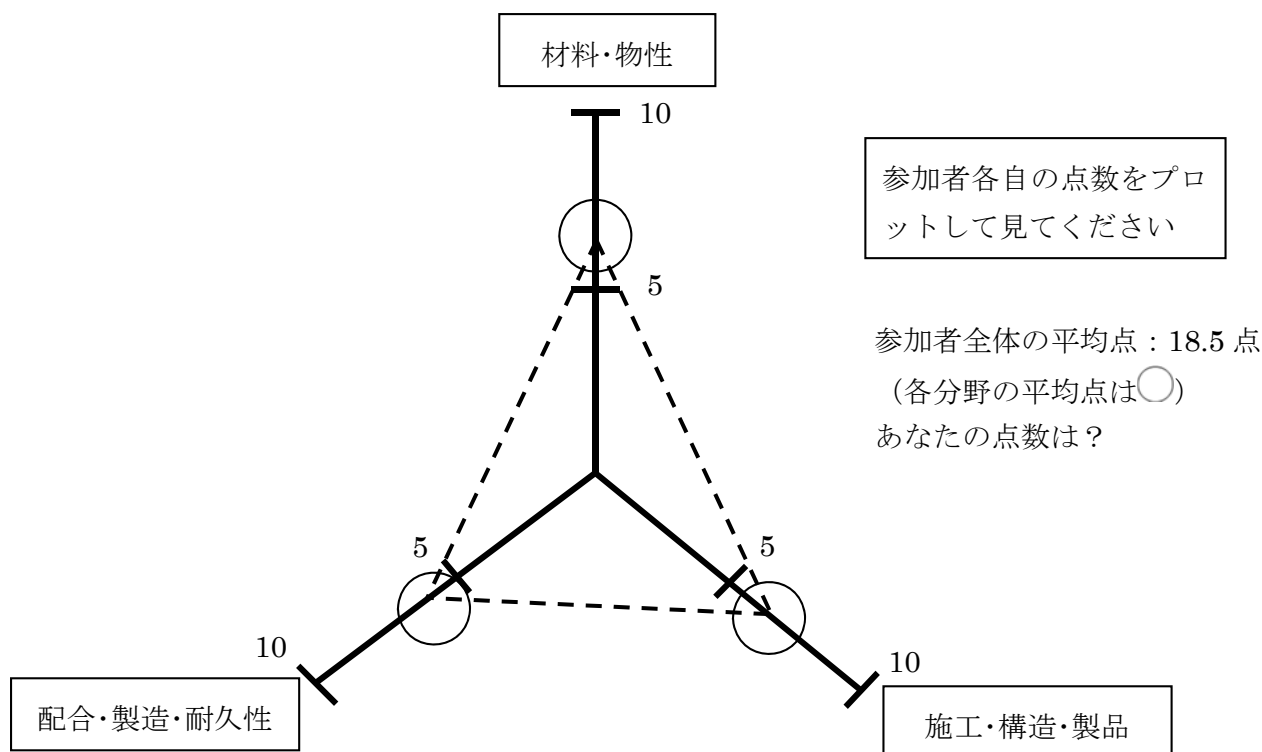 材料･物性
10
参加者各自の点数をプロ
ットして見てください
5
参加者全体の平均点：18.5 点
（各分野の平均点は○）
あなたの点数は？
5
5
10
10
配合･製造･耐久性
施工･構造･製品